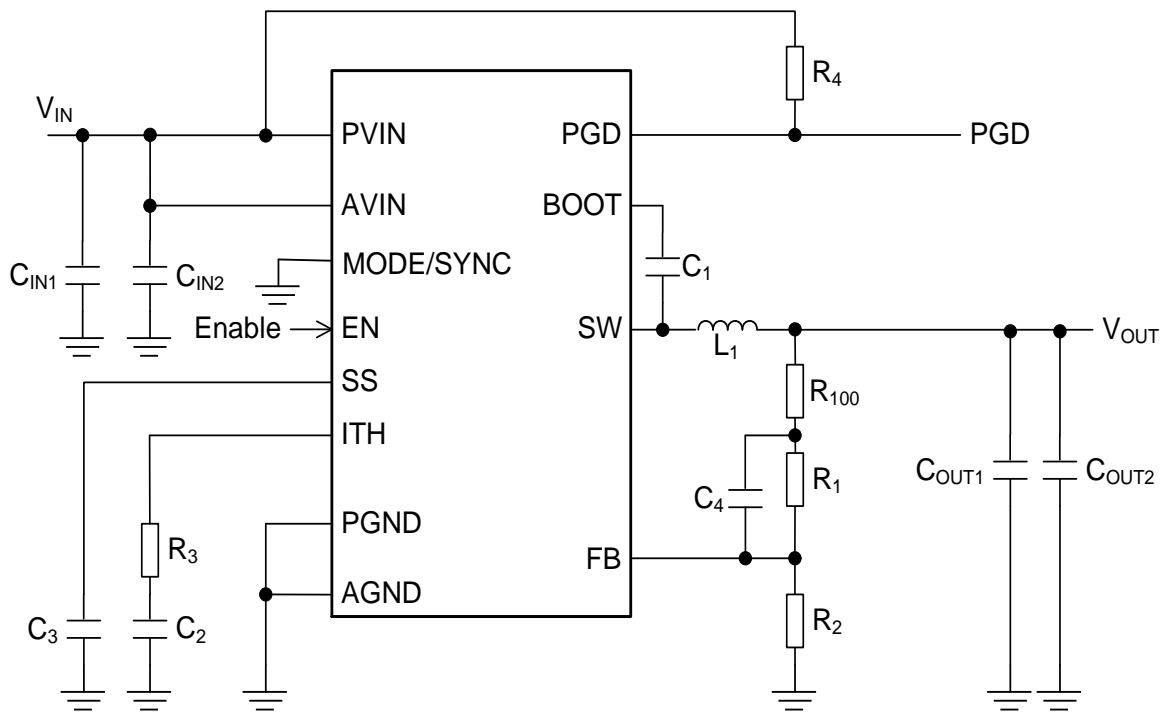 R4
VIN
PVIN
PGD
PGD
AVIN
BOOT
MODE/SYNC
CIN1
CIN2
C1
Enable
EN
SW
L1
VOUT
SS
R100
ITH
COUT1
COUT2
R1
C4
PGND
R3
FB
AGND
C3
C2
R2